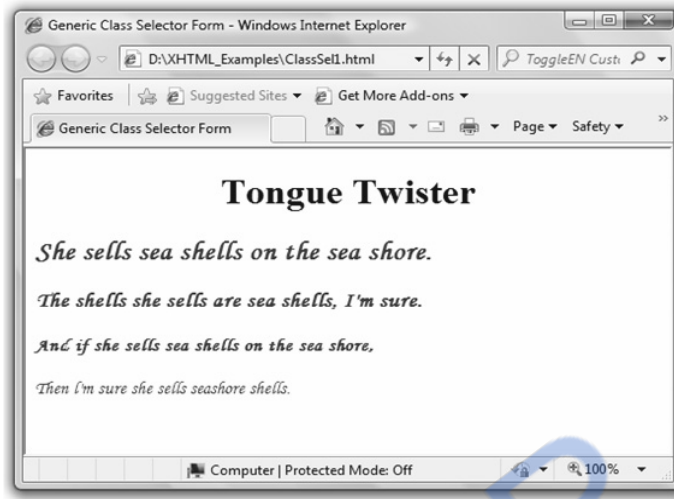 Generic Class Selector Form - Windows Internet Explorer
D:\XHTML_Examples\ClassSel1.html ToggleEN Custo
Favorites Suggested Sites Get More Add-ons
Generic Class Selector Form Page Safety »
Tongue Twister
She sells sea shells on the sea shore.
The shells she sells are sea shells, I'm sure.
And if she sells sea shells on the sea shore,
Then I'm sure she sells seashore shells.
Computer | Protected Mode: Off 100%